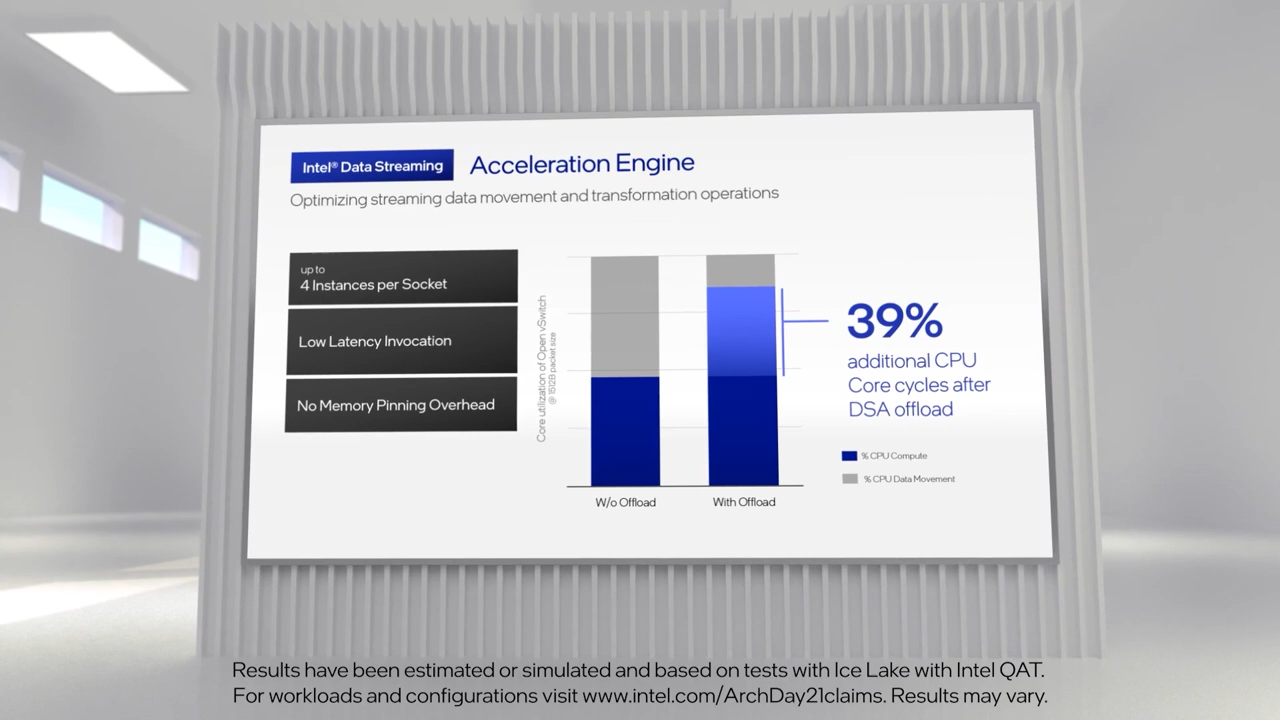 Intel® Data Streaming Acceleration Engine
Optimizing streaming data movement and transformation operations
up to
4 Instances per Socket
Low Latency Invocation
No Memory Pinning Overhead
Core utilization of Open vSwitch
@ 1512B packet size
W/o Offload
With Offload
39%
additional CPU
Core cycles after
DSA offload
% CPU Compute
% CPU Data Movement
Results have been estimated or simulated and based on tests with Ice Lake with Intel QAT.
For workloads and configurations visit www.intel.com/ArchDay21claims. Results may vary.